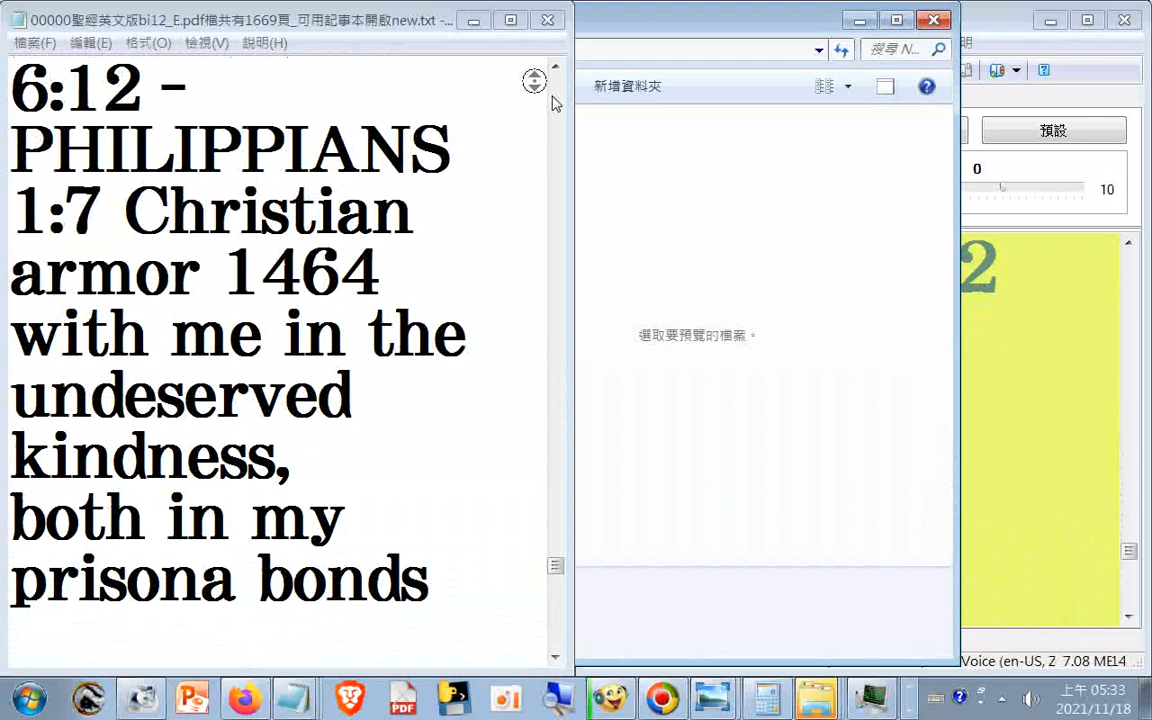 00000聖經英文版bi12_E.pdf檔共有1669頁_可用記事本開啟new.txt -...
檔案(F) 編輯(E) 格式(O) 檢視(V) 說明(H)
6:12 -
PHILIPPIANS
1:7 Christian
armor 1464
with me in the
undeserved
kindness,
both in my
prisona bonds
搜尋 N...
新增資料夾
選取要預覽的檔案。
明
預設
0
10
2
Voice (en-US, Z 7.08 ME14
上午 05:33
2021/11/18